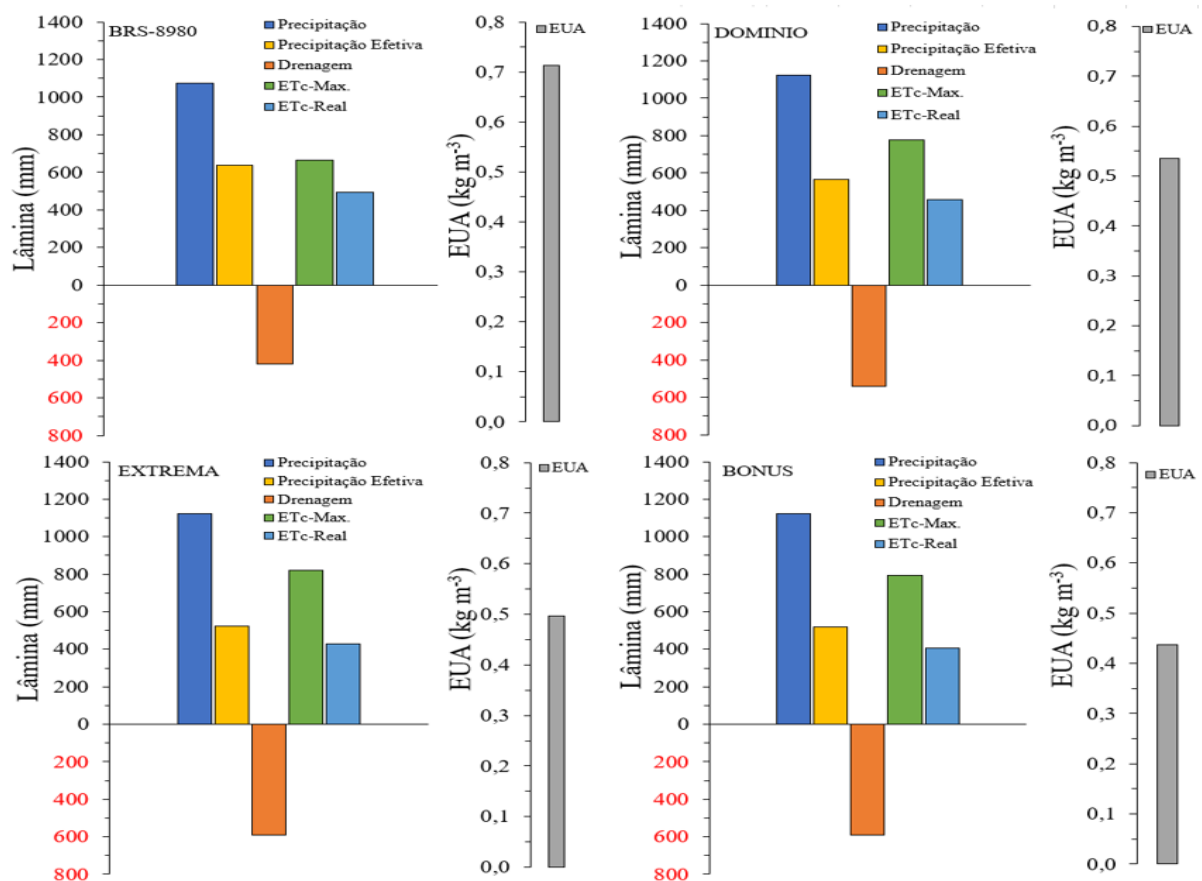 BRS-8980
Lâmina (mm)
1400
1200
1000
800
600
400
200
0
200
400
600
800
Precipitação
Precipitação Efetiva
Drenagem
ETc-Max.
ETc-Real
EUA (kg m⁻³)
0,8
0,7
0,6
0,5
0,4
0,3
0,2
0,1
0,0
EUA
DOMINIO
Lâmina (mm)
1400
1200
1000
800
600
400
200
0
200
400
600
800
Precipitação
Precipitação Efetiva
Drenagem
ETc-Max.
ETc-Real
EUA (kg m⁻³)
0,8
0,7
0,6
0,5
0,4
0,3
0,2
0,1
0,0
EUA
EXTREMA
Lâmina (mm)
1400
1200
1000
800
600
400
200
0
200
400
600
800
Precipitação
Precipitação Efetiva
Drenagem
ETc-Max.
ETc-Real
EUA (kg m⁻³)
0,8
0,7
0,6
0,5
0,4
0,3
0,2
0,1
0,0
EUA
BONUS
Lâmina (mm)
1400
1200
1000
800
600
400
200
0
200
400
600
800
Precipitação
Precipitação Efetiva
Drenagem
ETc-Max.
ETc-Real
EUA (kg m⁻³)
0,8
0,7
0,6
0,5
0,4
0,3
0,2
0,1
0,0
EUA